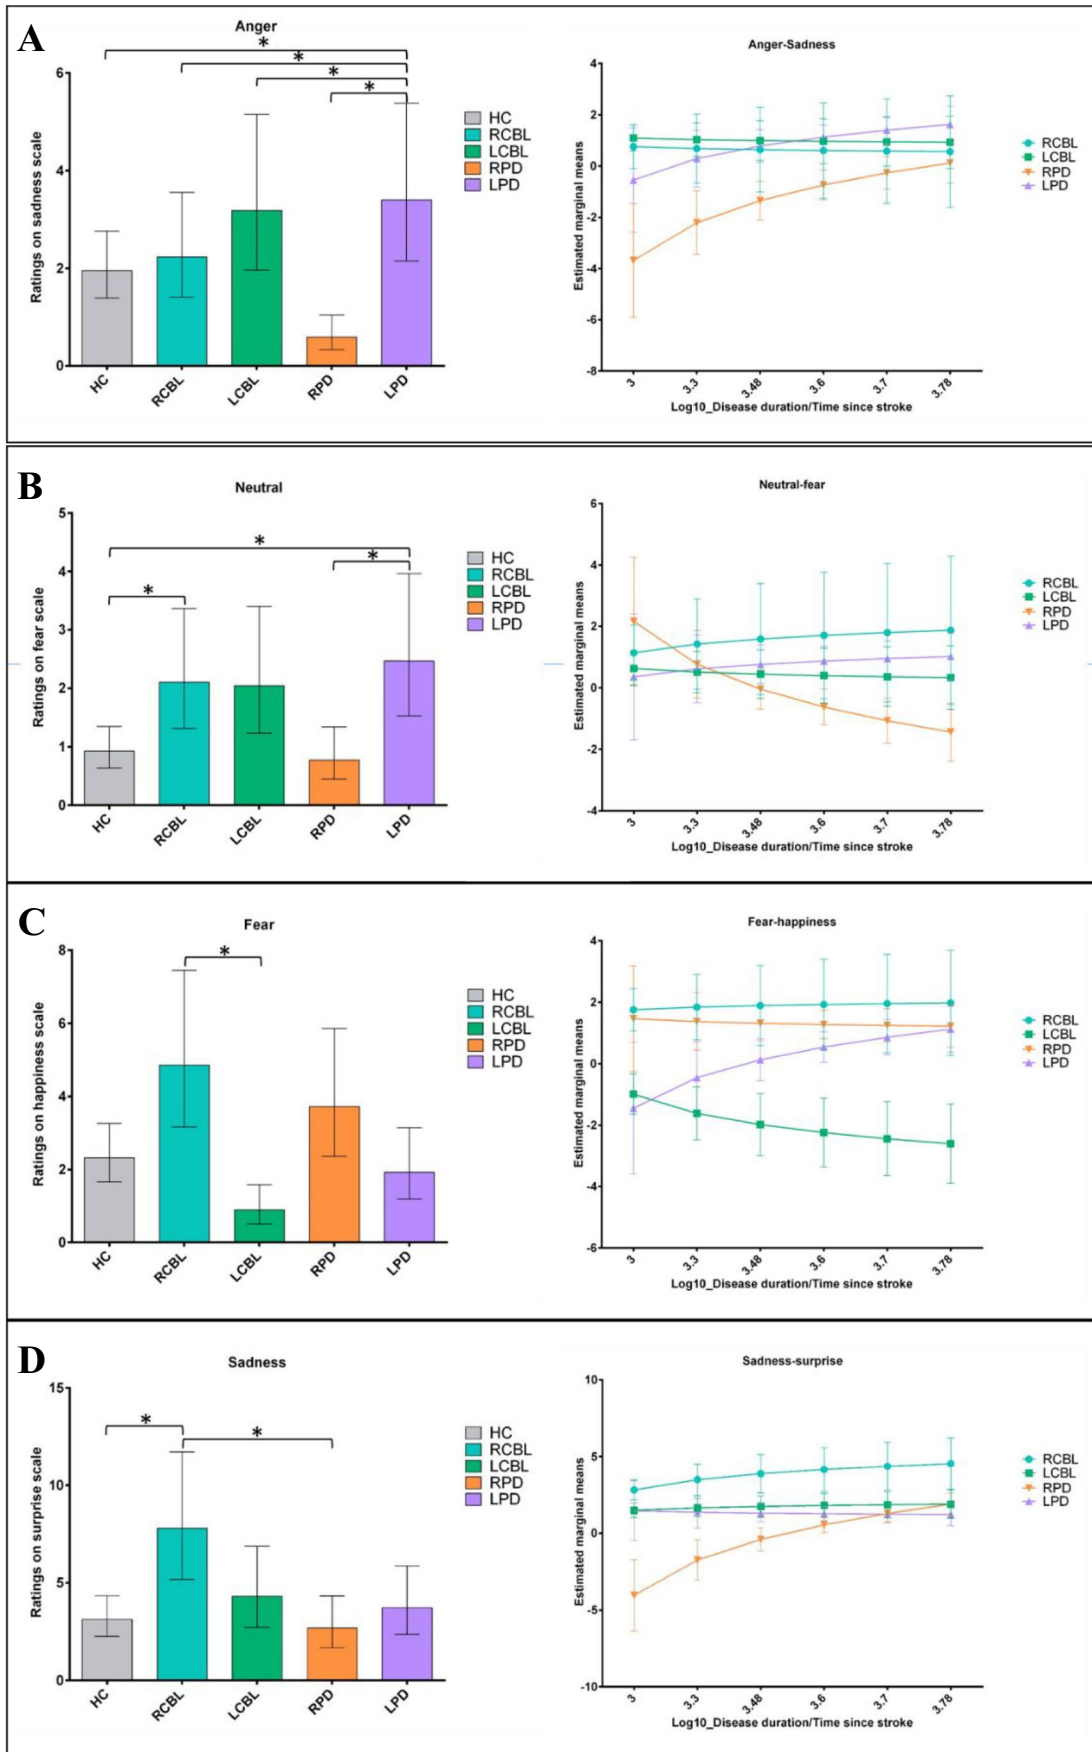 A
Anger
*
*
*
*
Ratings on sadness scale
6
4
2
0
HC
RCBL
LCBL
RPD
LPD
HC
RCBL
LCBL
RPD
LPD
Anger-Sadness
Estimated marginal means
4
2
0
-2
-4
-6
-8
3
3.3
3.48
3.6
3.7
3.78
Log10_Disease duration/Time since stroke
RCBL
LCBL
RPD
LPD
B
Neutral
*
*
*
Ratings on fear scale
5
4
3
2
1
0
HC
RCBL
LCBL
RPD
LPD
HC
RCBL
LCBL
RPD
LPD
Neutral-fear
Estimated marginal means
6
4
2
0
-2
-4
3
3.3
3.48
3.6
3.7
3.78
Log10_Disease duration/Time since stroke
RCBL
LCBL
RPD
LPD
C
Fear
*
Ratings on happiness scale
8
6
4
2
0
HC
RCBL
LCBL
RPD
LPD
HC
RCBL
LCBL
RPD
LPD
Fear-happiness
Estimated marginal means
4
2
0
-2
-4
-6
3
3.3
3.48
3.6
3.7
3.78
Log10_Disease duration/Time since stroke
RCBL
LCBL
RPD
LPD
D
Sadness
*
*
Ratings on surprise scale
15
10
5
0
HC
RCBL
LCBL
RPD
LPD
HC
RCBL
LCBL
RPD
LPD
Sadness-surprise
Estimated marginal means
10
5
0
-5
-10
3
3.3
3.48
3.6
3.7
3.78
Log10_Disease duration/Time since stroke
RCBL
LCBL
RPD
LPD